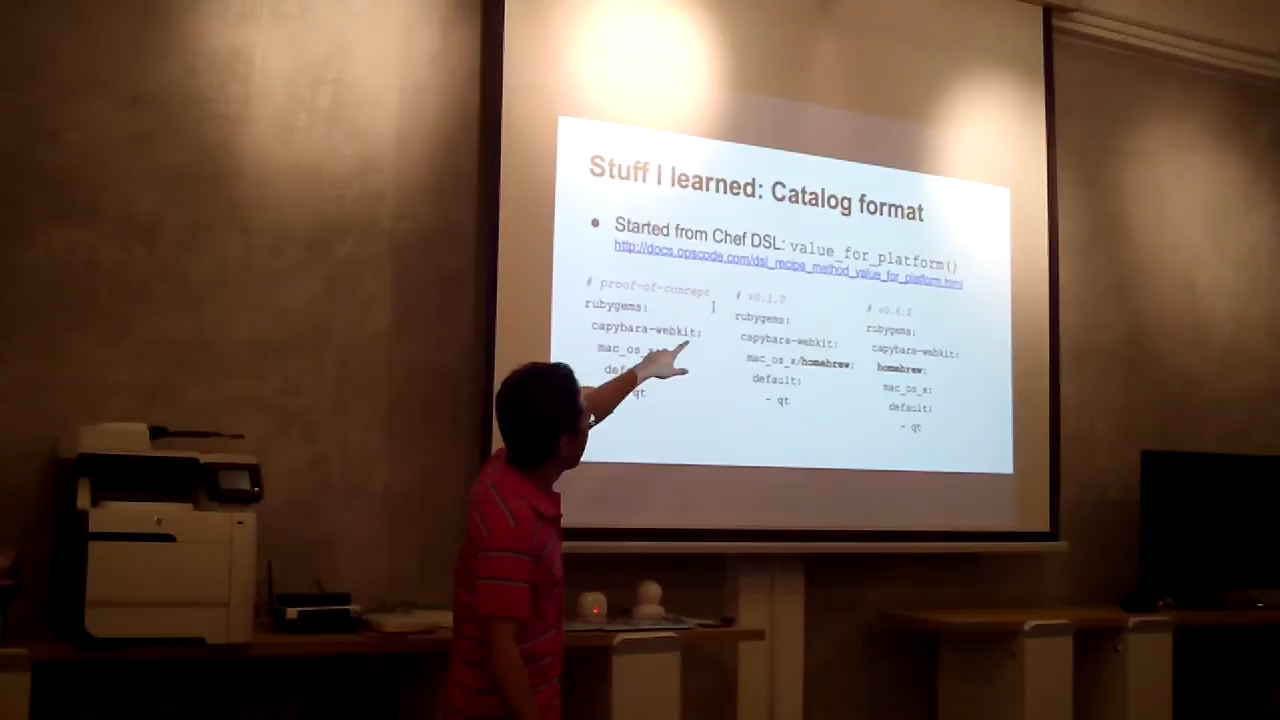 Stuff I learned: Catalog format
● Started from Chef DSL: value_for_platform()
http://docs.opscode.com/dsl_recipe_method_value_for_platform.html
# proof-of-concept
rubygems: ]
capybara-webkit:
mac_os_x
def
qt
# v0.1.0
rubygems:
capybara-webkit:
mac_os_x/homebrew:
default:
- qt
# v0.6.0
rubygems:
capybara-webkit:
homebrew:
mac_os_x:
default:
- qt